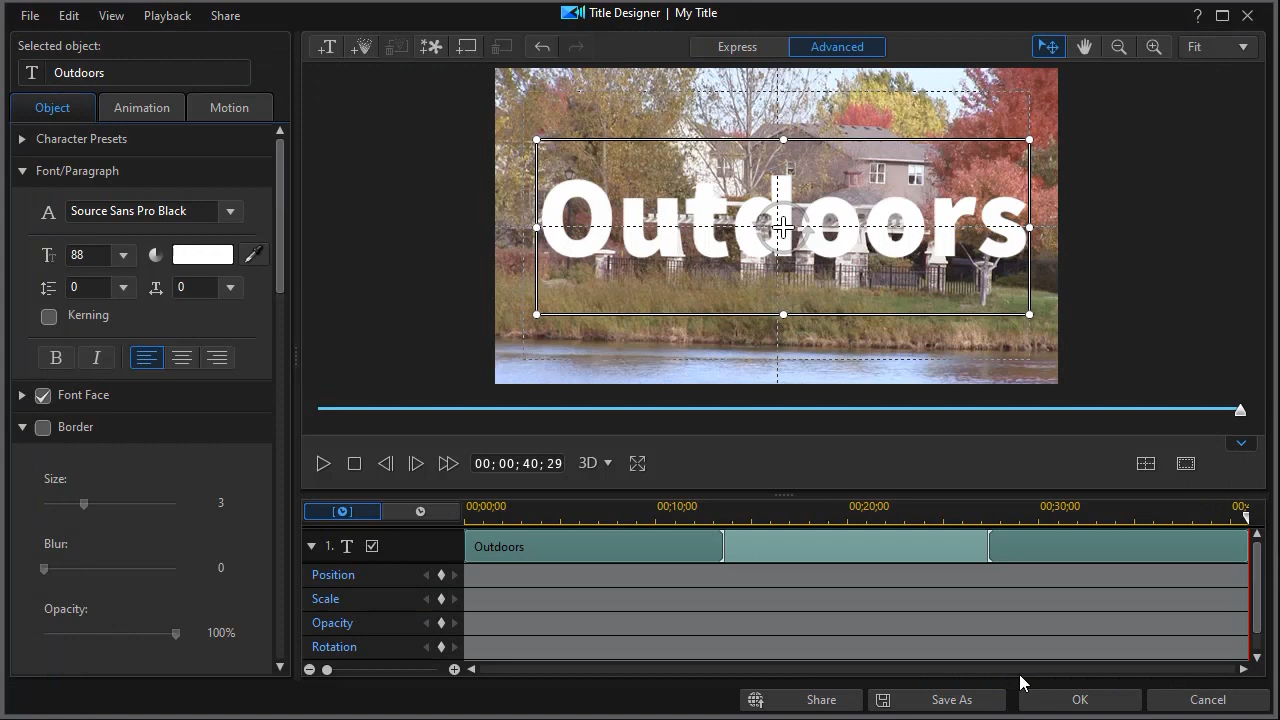 File Edit View Playback Share
Title Designer | My Title
Selected object:
T Outdoors
Express Advanced
Fit
Object Animation Motion
Character Presets
Font/Paragraph
A Source Sans Pro Black
88
0 0
Kerning
B I
Font Face
Border
Size:
3
Blur:
0
Opacity:
100%
Outdoors
00; 00; 40; 29
3D
00;00;00 00;10;00 00;20;00 00;30;00
1. T Outdoors
Position
Scale
Opacity
Rotation
Share Save As OK Cancel